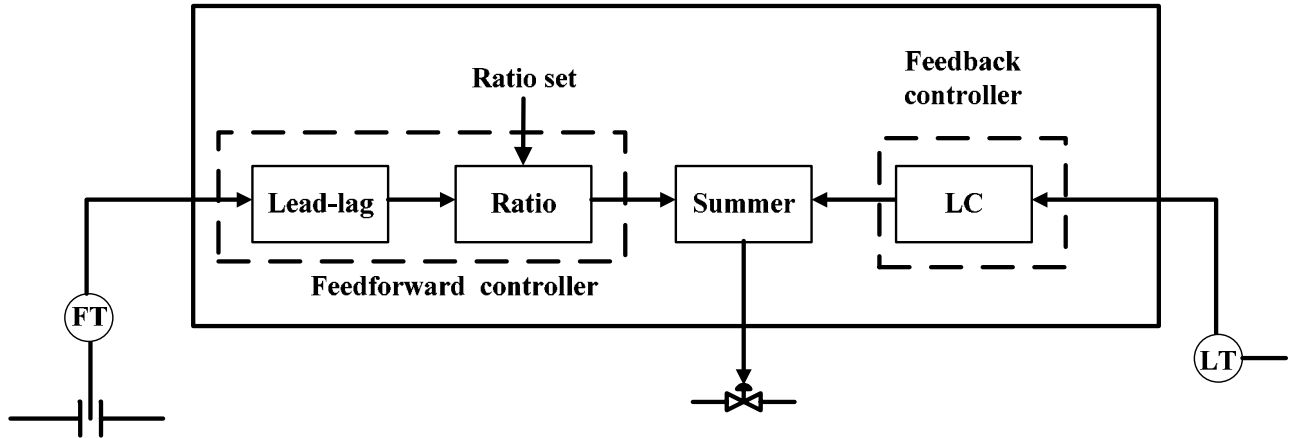 Feedback
controller
Ratio set
Lead-lag
Ratio
Summer
LC
Feedforward controller
FT
LT